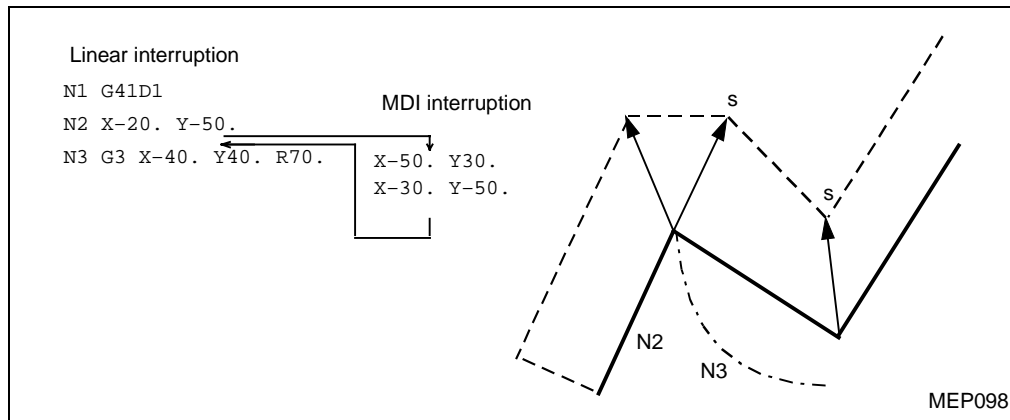 Linear interruption
N1 G41D1
N2 X−20. Y−50.
N3 G3 X−40. Y40. R70.
MDI interruption
X−50. Y30.
X−30. Y−50.
s
s
N2
N3
MEP098